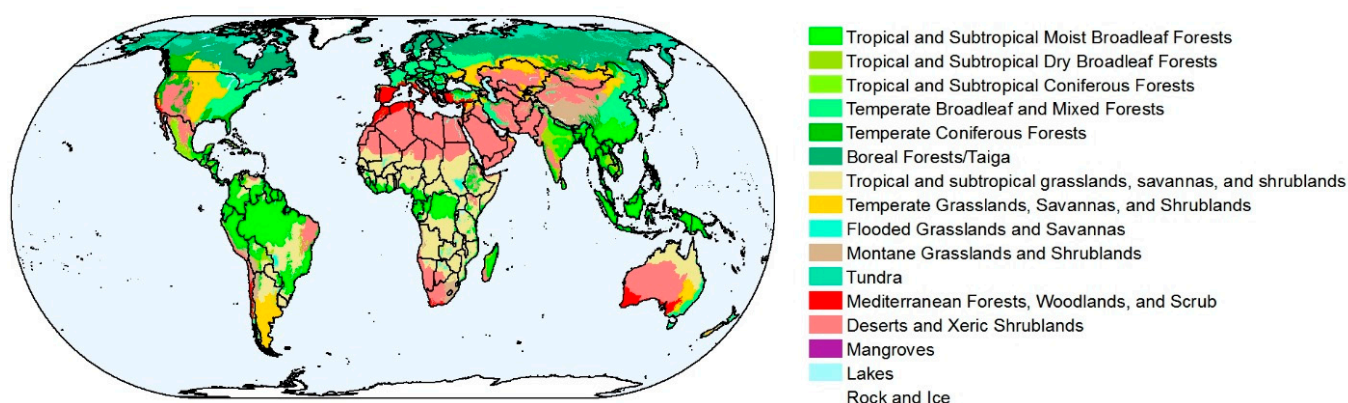 Tropical and Subtropical Moist Broadleaf Forests
Tropical and Subtropical Dry Broadleaf Forests
Tropical and Subtropical Coniferous Forests
Temperate Broadleaf and Mixed Forests
Temperate Coniferous Forests
Boreal Forests/Taiga
Tropical and subtropical grasslands, savannas, and shrublands
Temperate Grasslands, Savannas, and Shrublands
Flooded Grasslands and Savannas
Montane Grasslands and Shrublands
Tundra
Mediterranean Forests, Woodlands, and Scrub
Deserts and Xeric Shrublands
Mangroves
Lakes
Rock and Ice